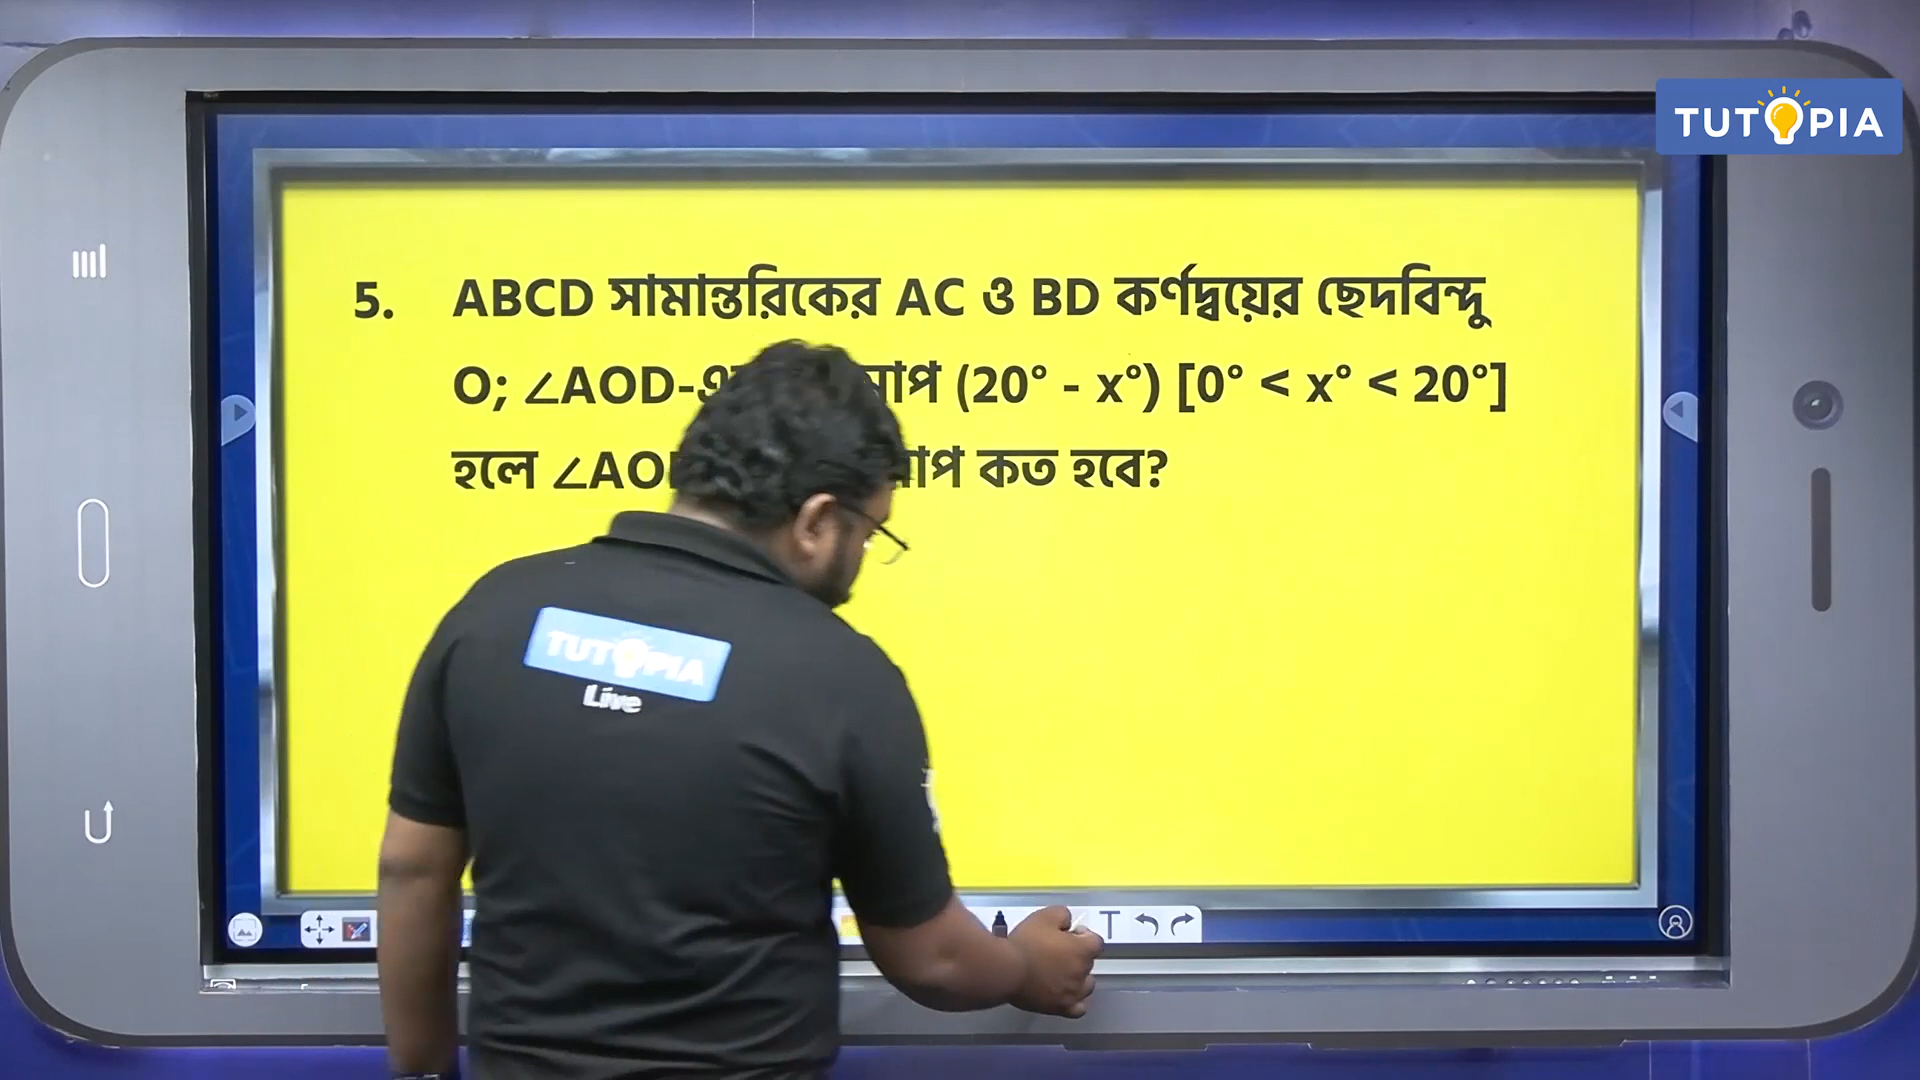 TUTOPIA
5. ABCD সামান্তরিকের AC ও BD কর্ণদ্বয়ের ছেদবিন্দু
O; ∠AOD-এ মাপ (20° - x°) [0° < x° < 20°]
হলে ∠AO কত হবে?
TUTOPIA
Live
T